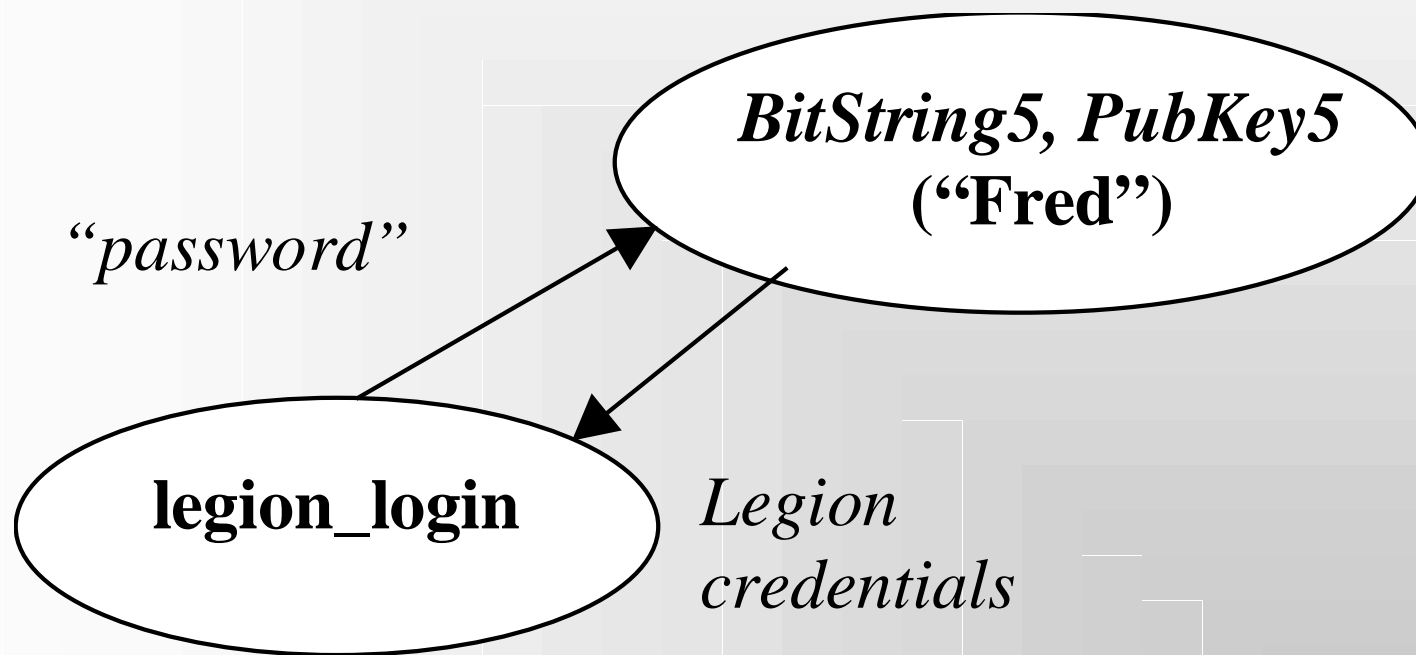 BitString5, PubKey5
(“Fred”)
“password”
legion_login
Legion
credentials